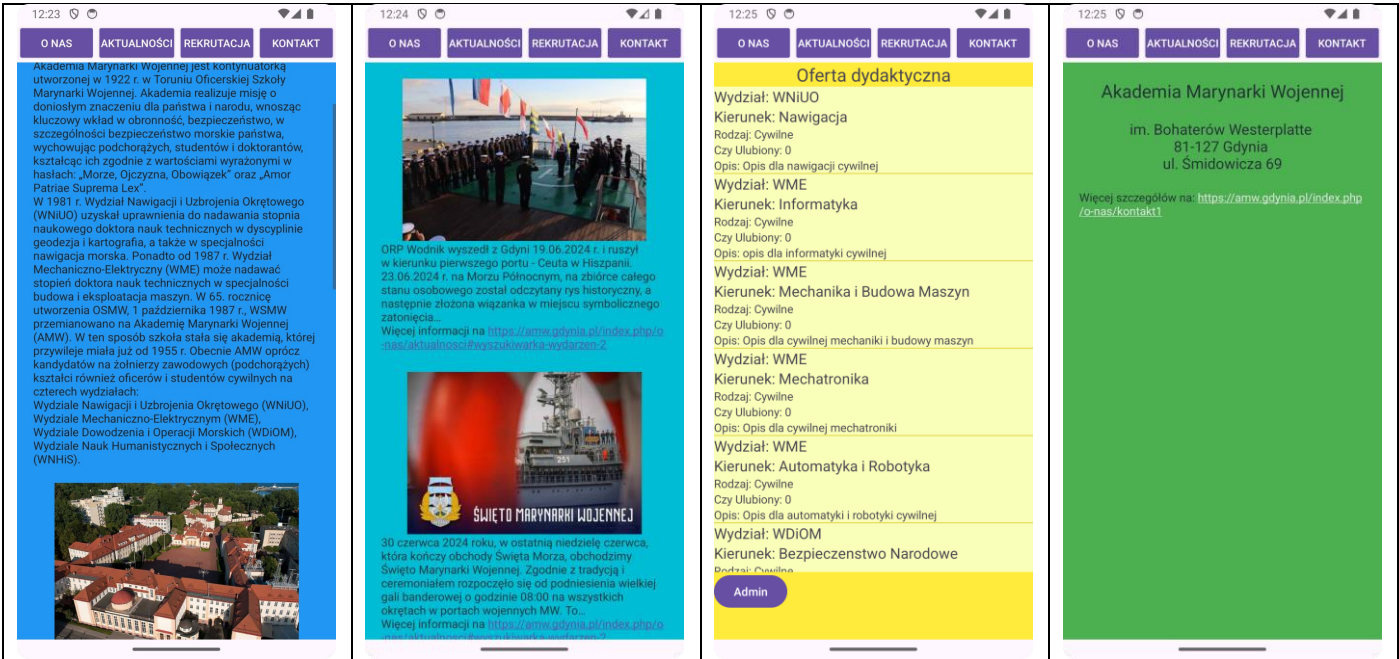 12:23
O NAS AKTUALNOŚCI REKRUTACJA KONTAKT
Akademia Marynarki Wojennej jest kontynuatorką
utworzonej w 1922 r. w Toruniu Oficerskiej Szkoły
Marynarki Wojennej. Akademia realizuje misję o
doniosłym znaczeniu dla państwa i narodu, wnosząc
kluczowy wkład w obronność, bezpieczeństwo, w
szczególności bezpieczeństwo morskie państwa,
wychowując podchorążych, studentów i doktorantów,
kształcąc ich zgodnie z wartościami wyrażonymi w
hasłach: „Morze, Ojczyzna, Obowiązek” oraz „Amor
Patriae Suprema Lex”.
W 1981 r. Wydział Nawigacji i Uzbrojenia Okrętowego
(WNiUO) uzyskał uprawnienia do nadawania stopnia
naukowego doktora nauk technicznych w dyscyplinie
geodezja i kartografia, a także w specjalności
nawigacja morska. Ponadto od 1987 r. Wydział
Mechaniczno-Elektryczny (WME) może nadawać
stopień doktora nauk technicznych w specjalności
budowa i eksploatacja maszyn. W 65. rocznicę
utworzenia OSMW, 1 października 1987 r., WSMW
przemianowano na Akademię Marynarki Wojennej
(AMW). W ten sposób szkoła stała się akademią, której
przywileje miała już od 1955 r. Obecnie AMW oprócz
kandydatów na żołnierzy zawodowych (podchorążych)
kształci również oficerów i studentów cywilnych na
czterech wydziałach:
Wydziale Nawigacji i Uzbrojenia Okrętowego (WNiUO),
Wydziale Mechaniczno-Elektrycznym (WME),
Wydziale Dowodzenia i Operacji Morskich (WDiOM),
Wydziale Nauk Humanistycznych i Społecznych
(WNHiS).
12:24
O NAS AKTUALNOŚCI REKRUTACJA KONTAKT
ORP Wodnik wyszedł z Gdyni 19.06.2024 r. i ruszył
w kierunku pierwszego portu - Ceuta w Hiszpanii.
23.06.2024 r. na Morzu Północnym, na zbiórce całego
stanu osobowego został odczytany rys historyczny, a
następnie złożona wiązanka w miejscu symbolicznego
zatonięcia...
Więcej informacji na https://amw.gdynia.pl/index.php/o
-nas/aktualnosci#wyszukiwarka-wydarzen-2
251
ŚWIĘTO MARYNARKI WOJENNEJ
30 czerwca 2024 roku, w ostatnią niedzielę czerwca,
która kończy obchody Święta Morza, obchodzimy
Święto Marynarki Wojennej. Zgodnie z tradycją i
ceremoniałem rozpoczęło się od podniesienia wielkiej
gali banderowej o godzinie 08:00 na wszystkich
okrętach w portach wojennych MW. To...
Więcej informacji na https://amw.gdynia.pl/index.php/o
-nas/aktualnosci#wyszukiwarka-wydarzen-2
12:25
O NAS AKTUALNOŚCI REKRUTACJA KONTAKT
Oferta dydaktyczna
Wydział: WNiUO
Kierunek: Nawigacja
Rodzaj: Cywilne
Czy Ulubiony: 0
Opis: Opis dla nawigacji cywilnej
Wydział: WME
Kierunek: Informatyka
Rodzaj: Cywilne
Czy Ulubiony: 0
Opis: opis dla informatyki cywilnej
Wydział: WME
Kierunek: Mechanika i Budowa Maszyn
Rodzaj: Cywilne
Czy Ulubiony: 0
Opis: Opis dla cywilnej mechaniki i budowy maszyn
Wydział: WME
Kierunek: Mechatronika
Rodzaj: Cywilne
Czy Ulubiony: 0
Opis: Opis dla cywilnej mechatroniki
Wydział: WME
Kierunek: Automatyka i Robotyka
Rodzaj: Cywilne
Czy Ulubiony: 0
Opis: Opis dla automatyki i robotyki cywilnej
Wydział: WDiOM
Kierunek: Bezpieczenstwo Narodowe
Rodzaj: Cywilne
Admin
12:25
O NAS AKTUALNOŚCI REKRUTACJA KONTAKT
Akademia Marynarki Wojennej
im. Bohaterów Westerplatte
81-127 Gdynia
ul. Śmidowicza 69
Więcej szczegółów na: https://amw.gdynia.pl/index.php
/o-nas/kontakt1